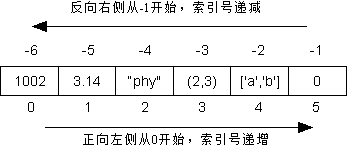 反向右侧从-1开始，索引号递减
-6 -5 -4 -3 -2 -1
1002 3.14 "phy" (2,3) ['a','b'] 0
0 1 2 3 4 5
正向左侧从0开始，索引号递增